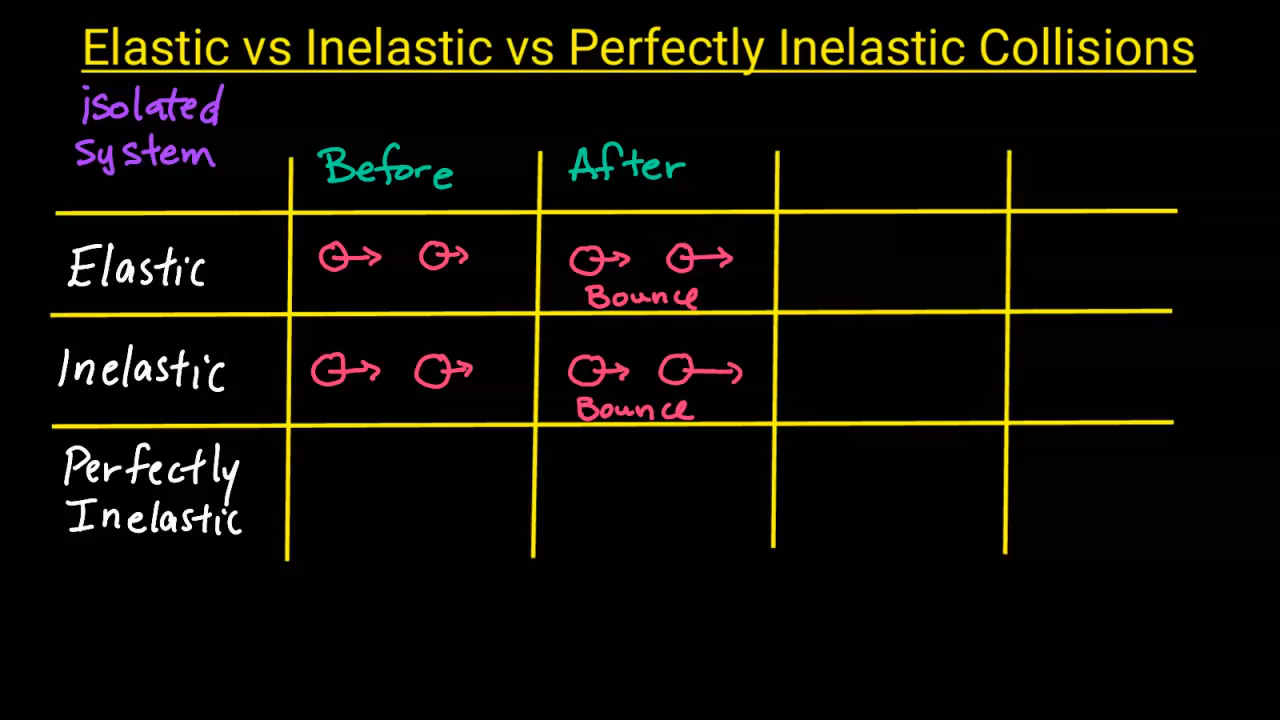 Elastic vs Inelastic vs Perfectly Inelastic Collisions
isolated
system
Before After
Elastic
Bounce
Inelastic
Bounce
Perfectly
Inelastic